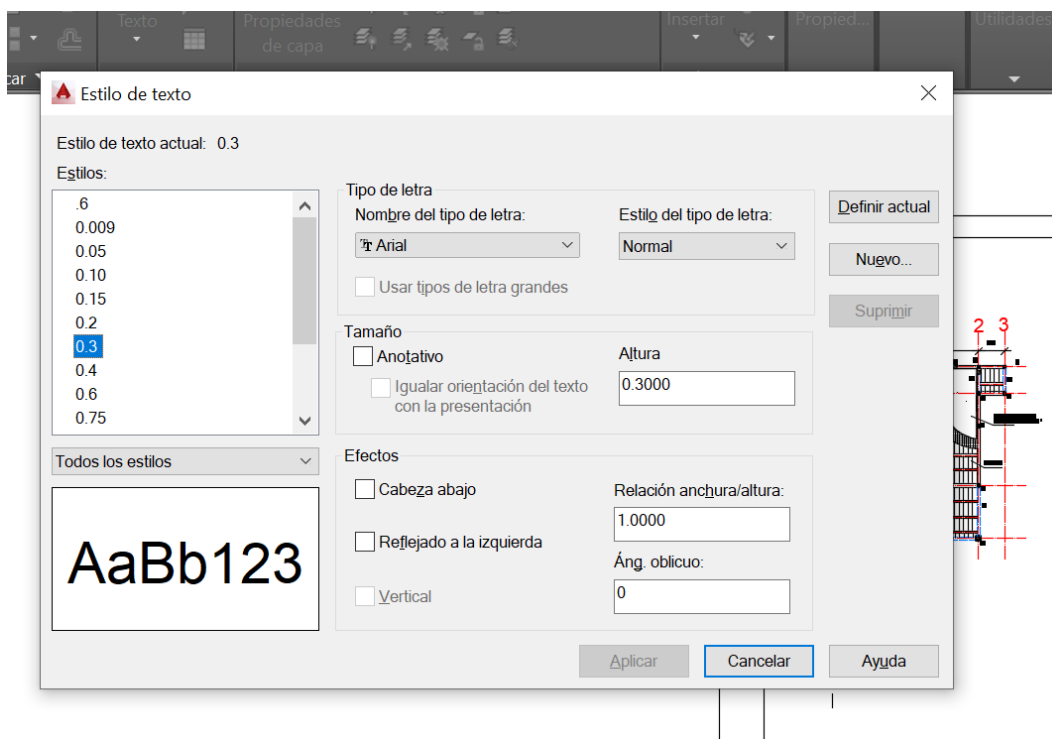 Texto
Propiedades
de capa
Insertar
Propied...
Utilidades
car
Estilo de texto
Estilo de texto actual: 0.3
Estilos:
.6
0.009
0.05
0.10
0.15
0.2
0.3
0.4
0.6
0.75
Todos los estilos
AaBb123
Tipo de letra
Nombre del tipo de letra:
Arial
Usar tipos de letra grandes
Estilo del tipo de letra:
Normal
Tamaño
Anotativo
Igualar orientación del texto
con la presentación
Altura
0.3000
Efectos
Cabeza abajo
Reflejado a la izquierda
Vertical
Relación anchura/altura:
1.0000
Áng. oblicuo:
0
Definir actual
Nuevo...
Suprimir
Aplicar
Cancelar
Ayuda
2 3